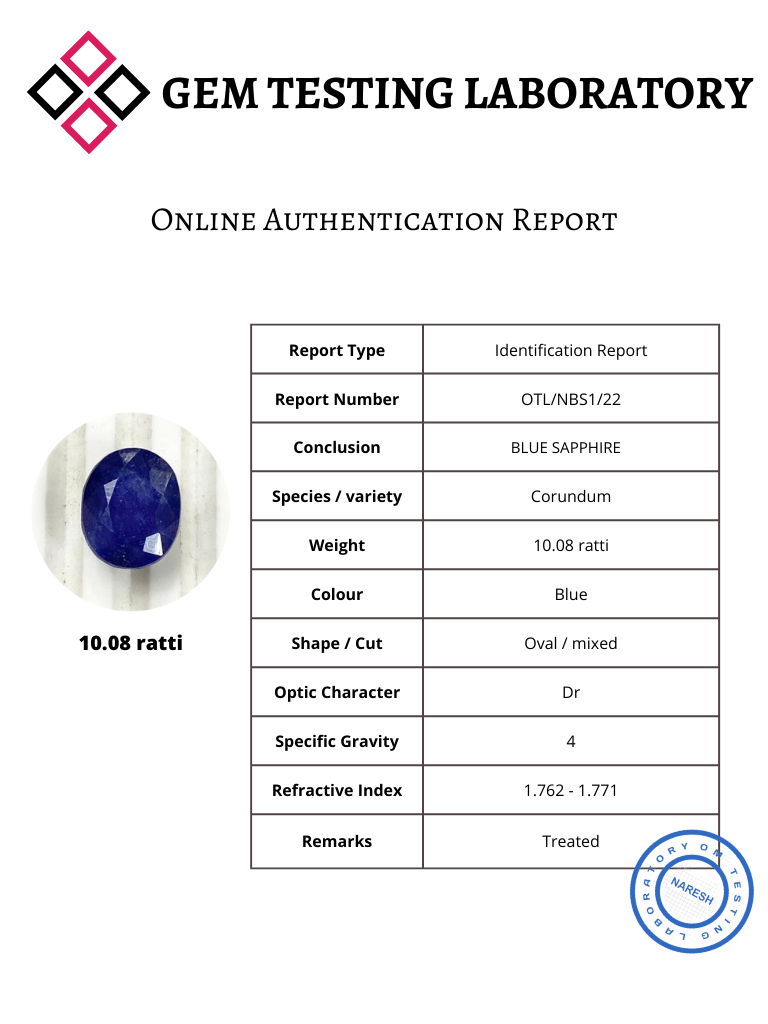 GEM TESTING LABORATORY
Online Authentication Report
Report Type Identification Report
Report Number OTL/NBS1/22
Conclusion BLUE SAPPHIRE
Species / variety Corundum
Weight 10.08 ratti
Colour Blue
Shape / Cut Oval / mixed
Optic Character Dr
Specific Gravity 4
Refractive Index 1.762 - 1.771
Remarks Treated
10.08 ratti
OM TESTING LABORATORY
NARESH